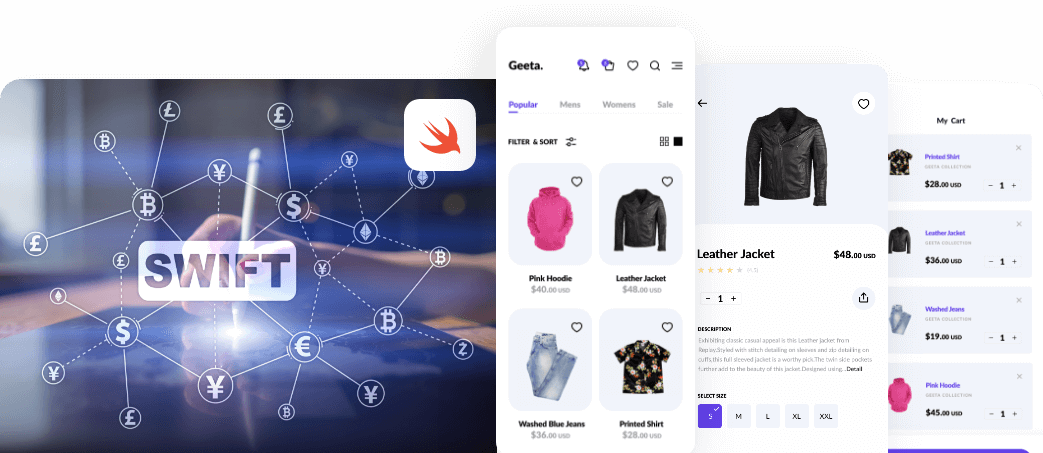 SWIFT
Geeta.
Popular Mens Womens Sale
FILTER & SORT
Pink Hoodie
$40.00 USD
Leather Jacket
$48.00 USD
Washed Blue Jeans
$36.00 USD
Printed Shirt
$28.00 USD
Leather Jacket $48.00 USD
- 1 +
DESCRIPTION
Exhibiting classic casual appeal is this Leather Jacket from
Replay.Styled with stitch detailing on sleeves and zip detailing on
cuffs,this full sleeved jacket is a worthy pick.The twin side pockets
further add to the beauty of this jacket.Designed using...Detail
SELECT SIZE
S M L XL XXL
My Cart
Printed Shirt
GEETA COLLECTION
$28.00 USD - 1 +
Leather Jacket
GEETA COLLECTION
$36.00 USD - 1 +
Washed Jeans
GEETA COLLECTION
$19.00 USD - 1 +
Pink Hoodie
GEETA COLLECTION
$45.00 USD - 1 +